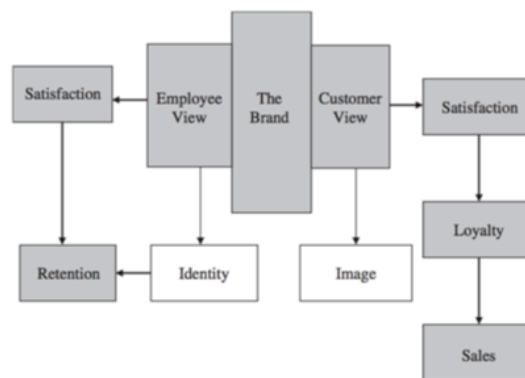 Satisfaction
Employee
View
The
Brand
Customer
View
Satisfaction
Loyalty
Retention
Identity
Image
Sales